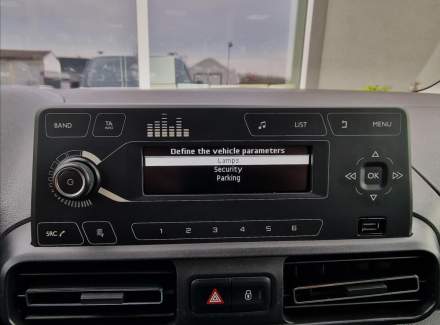 BAND
TA
LIST
MENU
Define the vehicle parameters
Lamps
Security
Parking
OK
SRC
1 2 3 4 5 6